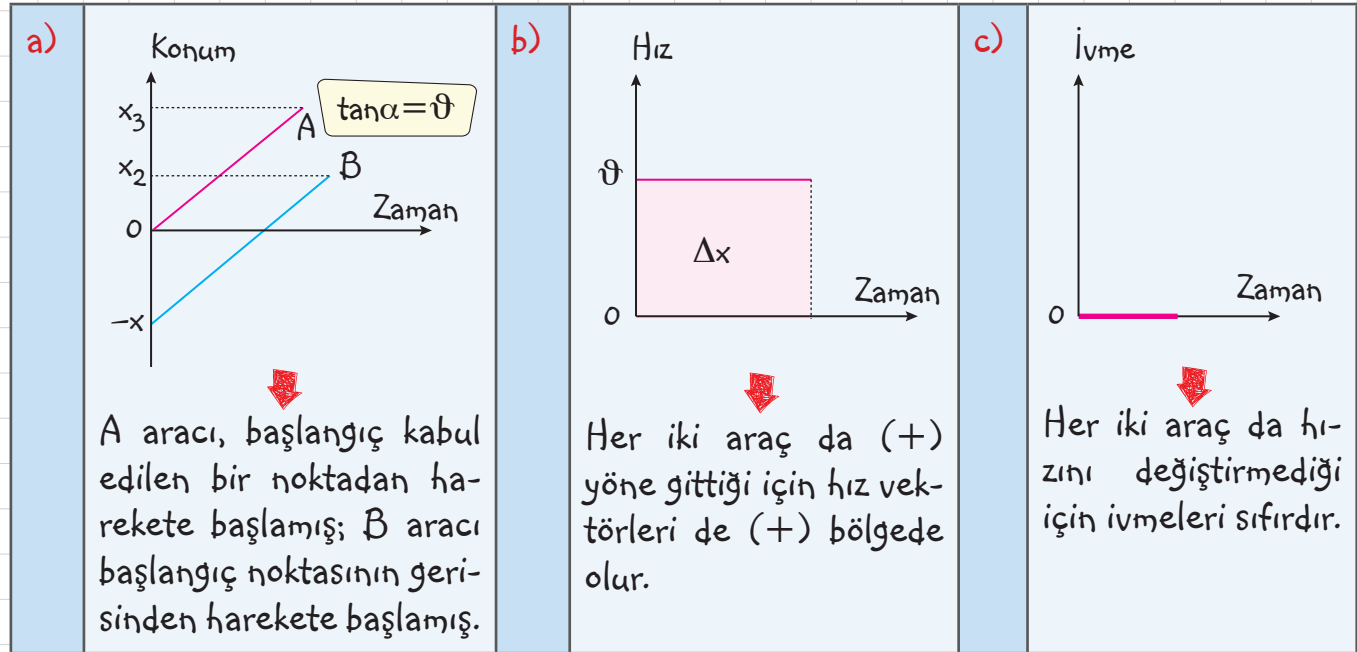 a)
Konum
x3
tanα=ϑ
A
x2
B
Zaman
0
–x
A aracı, başlangıç kabul
edilen bir noktadan ha-
rekete başlamış; B aracı
başlangıç noktasının geri-
sinden harekete başlamış.
b)
Hız
ϑ
Δx
Zaman
0
Her iki araç da (+)
yöne gittiği için hız vek-
törleri de (+) bölgede
olur.
c)
İvme
Zaman
0
Her iki araç da hı-
zını değiştirmediği
için ivmeleri sıfırdır.